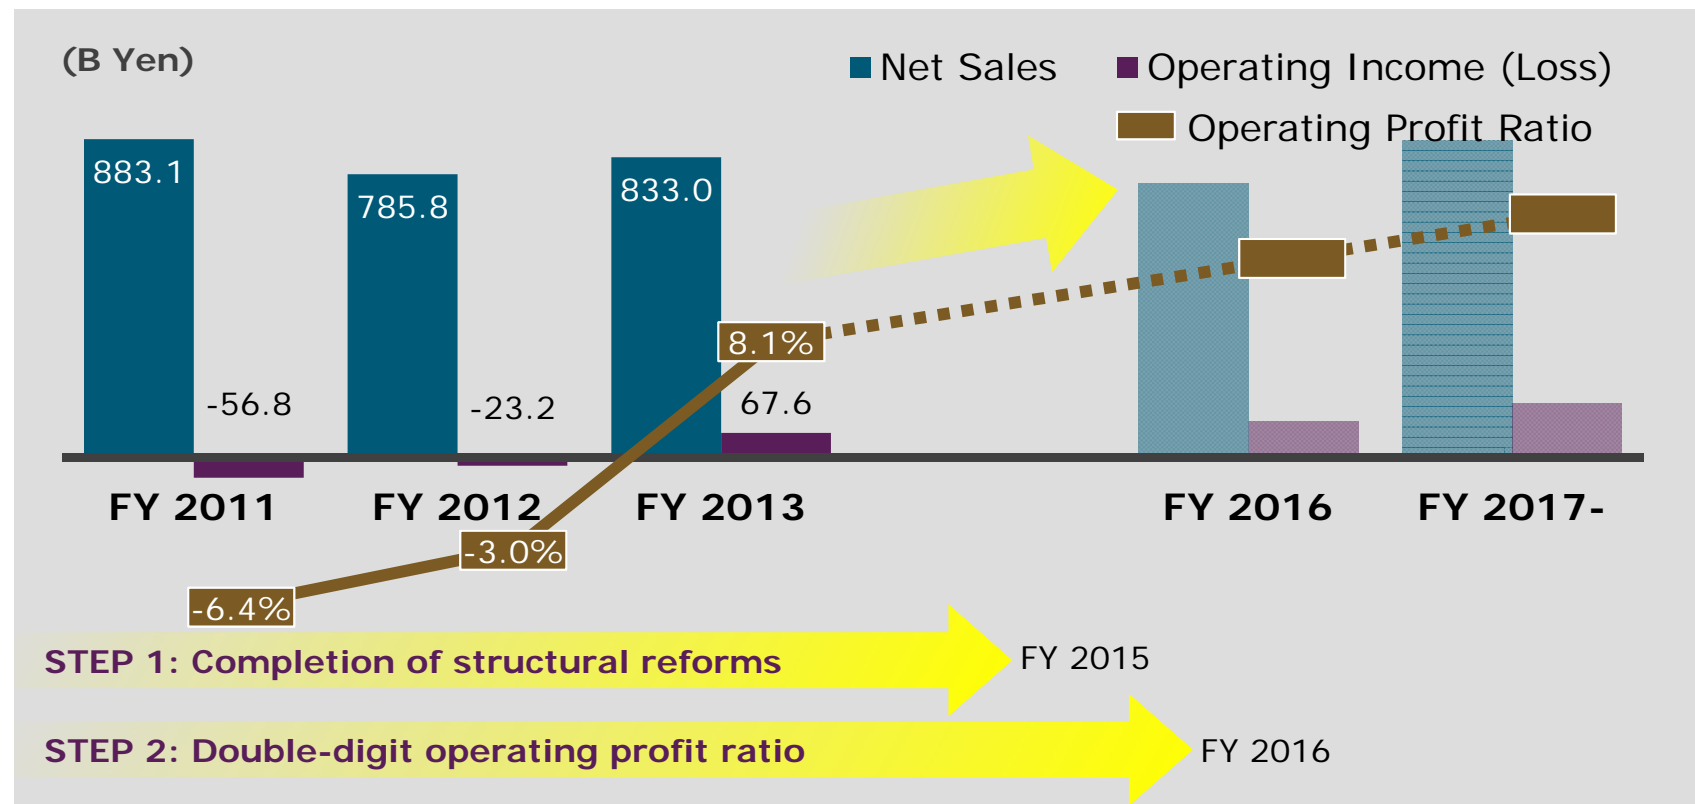 (B Yen)
Net Sales
Operating Income (Loss)
Operating Profit Ratio
883.1
785.8
833.0
8.1%
-56.8
-23.2
67.6
FY 2011
FY 2012
FY 2013
FY 2016
FY 2017-
-3.0%
-6.4%
STEP 1: Completion of structural reforms
FY 2015
STEP 2: Double-digit operating profit ratio
FY 2016